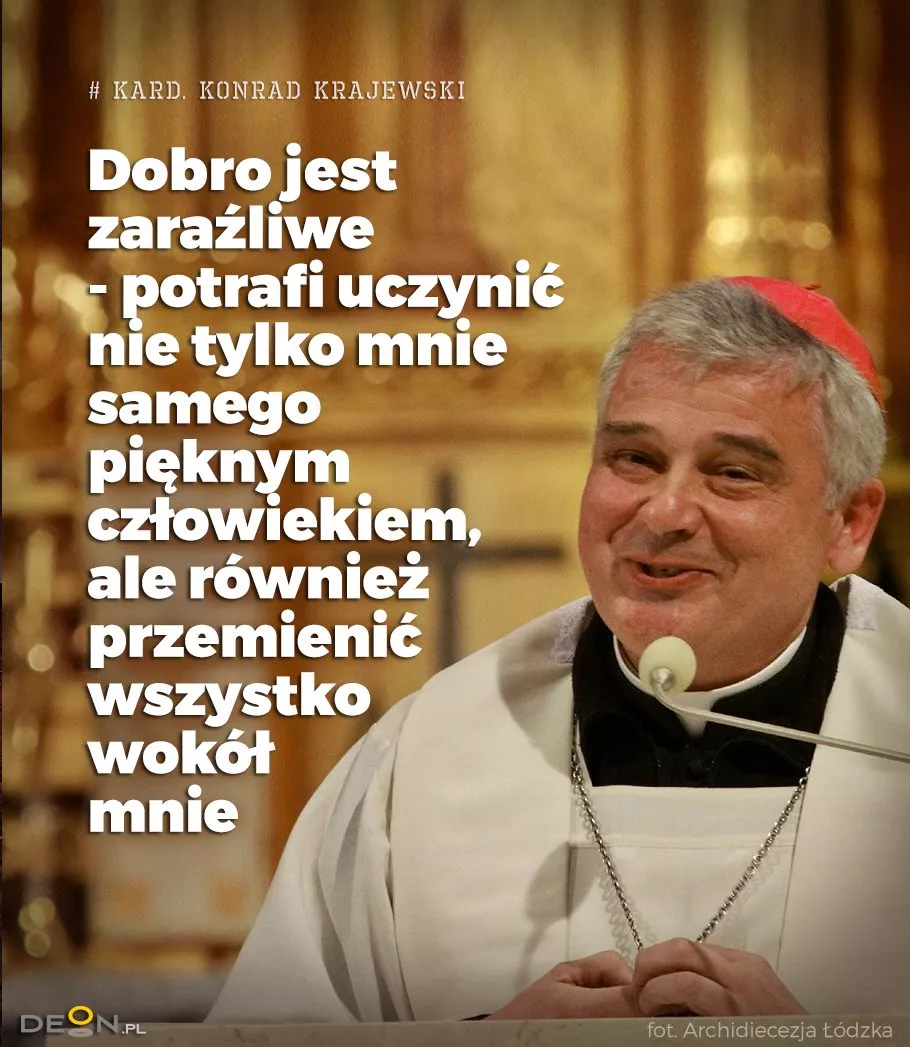 # KARD. KONRAD KRAJEWSKI
Dobro jest
zaraźliwe
- potrafi uczynić
nie tylko mnie
samego
pięknym
człowiekiem,
ale również
przemienić
wszystko
wokół
mnie
DEON.PL
fot. Archidiecezja Łódzka